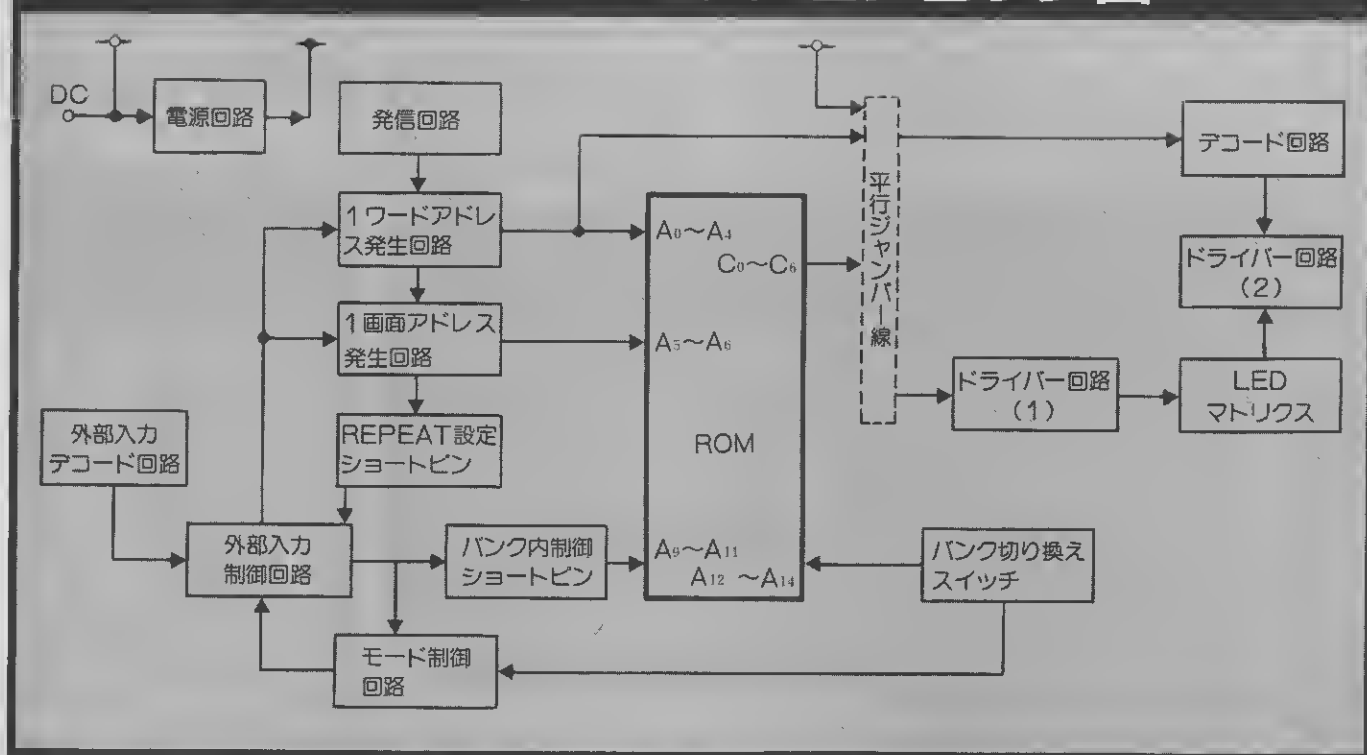 DC
電源回路
発信回路
デコード回路
1ワードアドレ
ス発生回路
A₀～A₄
C₀～C₆
平行ジャンパー線
ドライバー回路
(2)
1画面アドレス
発生回路
A₅～A₆
ドライバー回路
(1)
LED
マトリクス
外部入力
デコード回路
REPEAT設定
ショートピン
ROM
外部入力
制御回路
バンク内制御
ショートピン
A₉～A₁₁
A₁₂ ～A₁₄
バンク切り換え
スイッチ
モード制御
回路